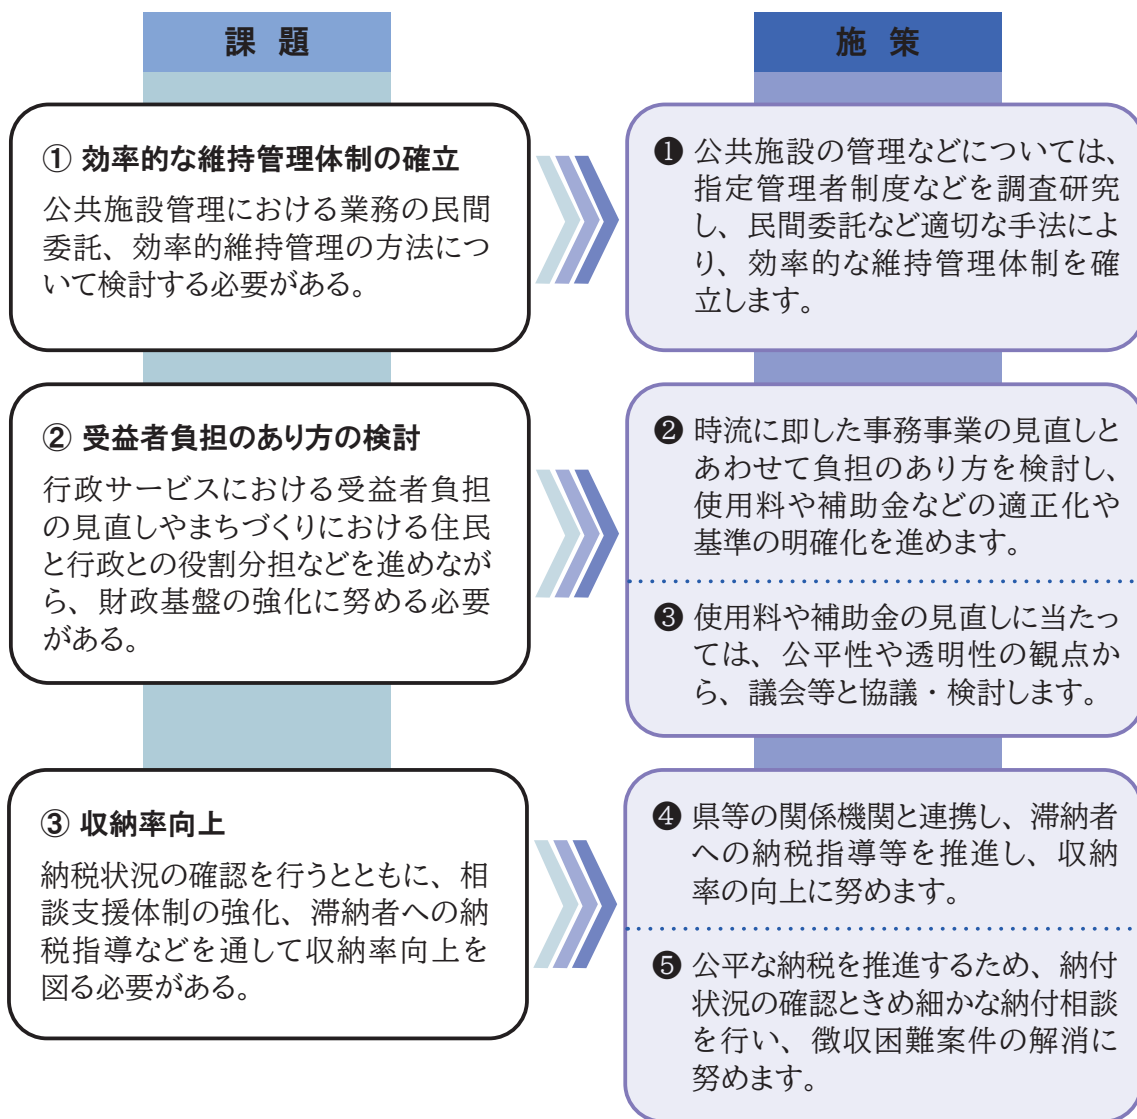 課題
施策
① 効率的な維持管理体制の確立
公共施設管理における業務の民間
委託、効率的維持管理の方法につ
いて検討する必要がある。
❶ 公共施設の管理などについては、
指定管理者制度などを調査研究
し、民間委託など適切な手法によ
り、効率的な維持管理体制を確
立します。
② 受益者負担のあり方の検討
行政サービスにおける受益者負担
の見直しやまちづくりにおける住民
と行政との役割分担などを進めなが
ら、財政基盤の強化に努める必要
がある。
❷ 時流に即した事務事業の見直しと
あわせて負担のあり方を検討し、
使用料や補助金などの適正化や
基準の明確化を進めます。
❸ 使用料や補助金の見直しに当たっ
ては、公平性や透明性の観点か
ら、議会等と協議・検討します。
③ 収納率向上
納税状況の確認を行うとともに、相
談支援体制の強化、滞納者への納
税指導などを通して収納率向上を
図る必要がある。
❹ 県等の関係機関と連携し、滞納者
への納税指導等を推進し、収納
率の向上に努めます。
❺ 公平な納税を推進するため、納付
状況の確認ときめ細かな納付相談
を行い、徴収困難案件の解消に
努めます。